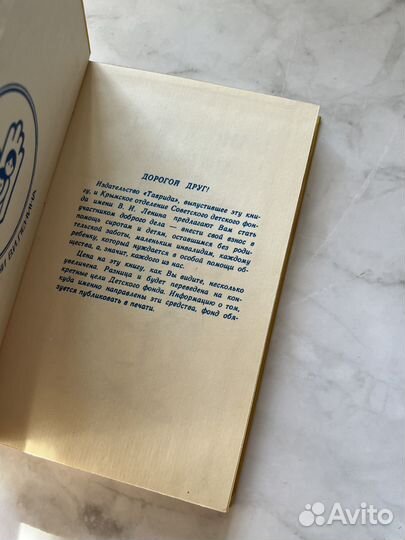 ДОРОГОЙ ДРУГ!
Издательство «Таврида», выпустившее эту кни-
гу, и Крымское отделение Советского детского фон-
да имени В. И. Ленина предлагают Вам стать
участником доброго дела — внести свой взнос в
помощь сиротам и детям, оставшимся без роди-
тельской заботы, маленьким инвалидам, каждому
ребенку, который нуждается в особой помощи об-
щества, а, значит, каждого из нас.
Цена на эту книгу, как Вы видите, несколько
увеличена. Разница и будет переведена на кон-
кретные цели Детского фонда. Информацию о том,
куда именно направлены эти средства, фонд обя-
зуется публиковать в печати.
Avito